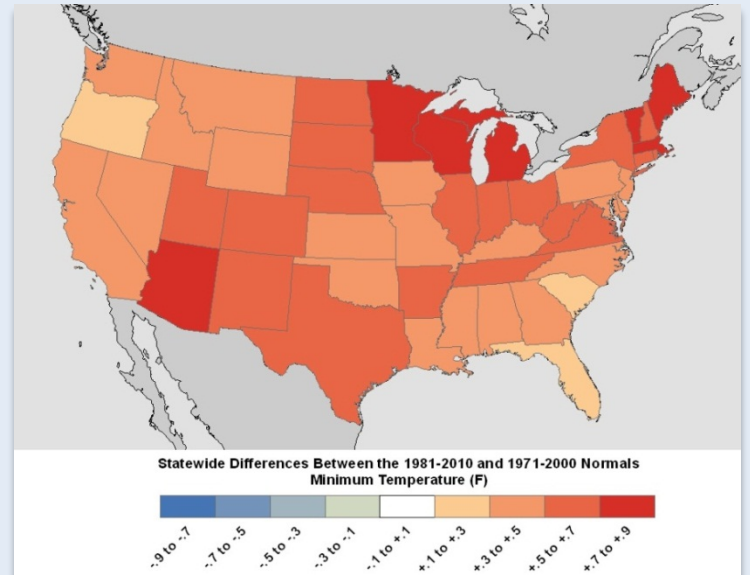 Statewide Differences Between the 1981-2010 and 1971-2000 Normals
Minimum Temperature (F)
-.9 to -.7
-.7 to -.5
-.5 to -.3
-.3 to -.1
-.1 to +.1
+.1 to +.3
+.3 to +.5
+.5 to +.7
+.7 to +.9